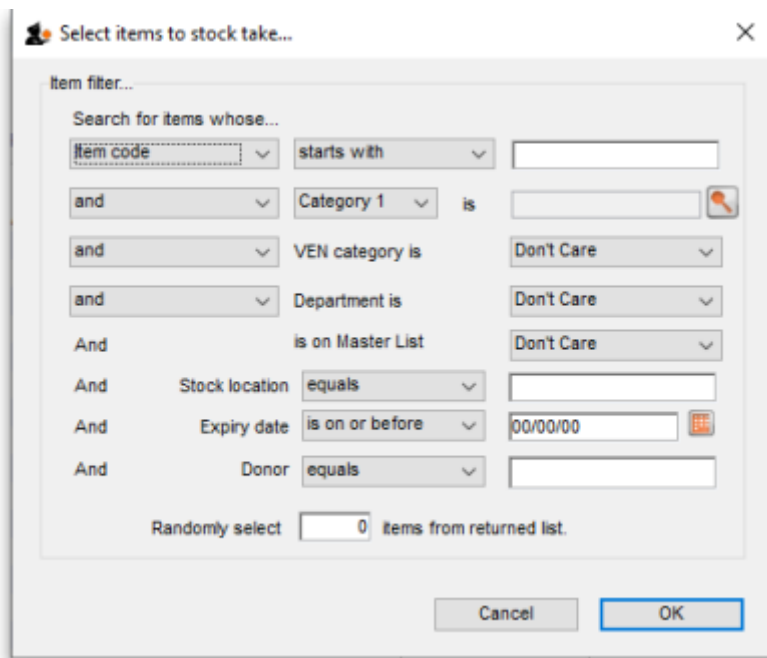 Select items to stock take...
Item filter...
Search for items whose...
Item code starts with
and Category 1 is
and VEN category is Don't Care
and Department is Don't Care
And is on Master List Don't Care
And Stock location equals
And Expiry date is on or before 00/00/00
And Donor equals
Randomly select 0 items from returned list.
Cancel OK